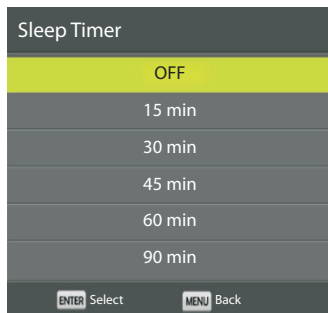 Sleep Timer
OFF
15 min
30 min
45 min
60 min
90 min
ENTER Select MENU Back